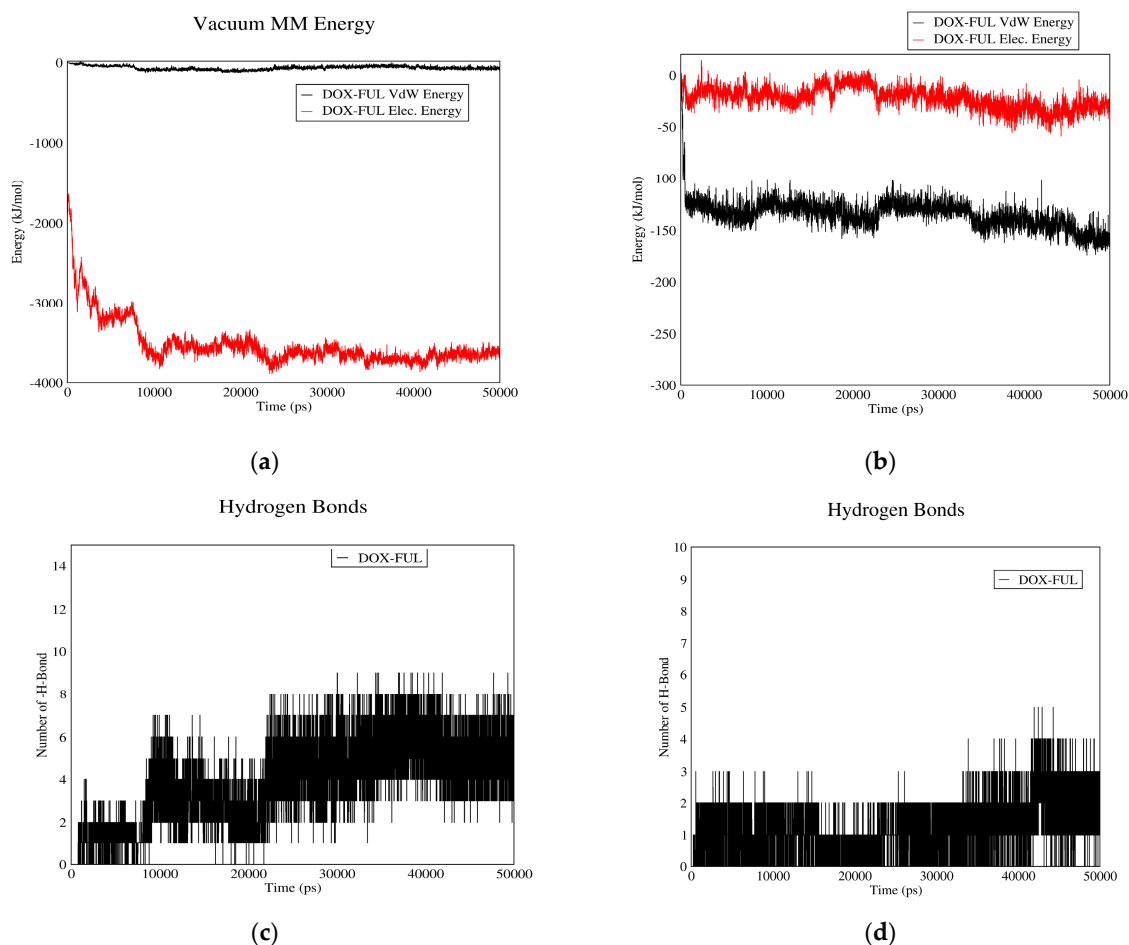 Vacuum MM Energy
0
DOX-FUL VdW Energy
DOX-FUL Elec. Energy
-1000
-2000
-3000
-4000
Energy (kJ/mol)
0 10000 20000 30000 40000 50000
Time (ps)
(a)
DOX-FUL VdW Energy
DOX-FUL Elec. Energy
0
-50
100
-150
-200
-250
-300
Energy (kJ/mol)
0 10000 20000 30000 40000 50000
Time (ps)
(b)
Hydrogen Bonds
DOX-FUL
14
12
10
8
6
4
2
0
Number of -H-Bond
0 10000 20000 30000 40000 50000
Time (ps)
(c)
Hydrogen Bonds
DOX-FUL
10
9
8
7
6
5
4
3
2
1
0
Number of H-Bond
0 10000 20000 30000 40000 50000
Time (ps)
(d)